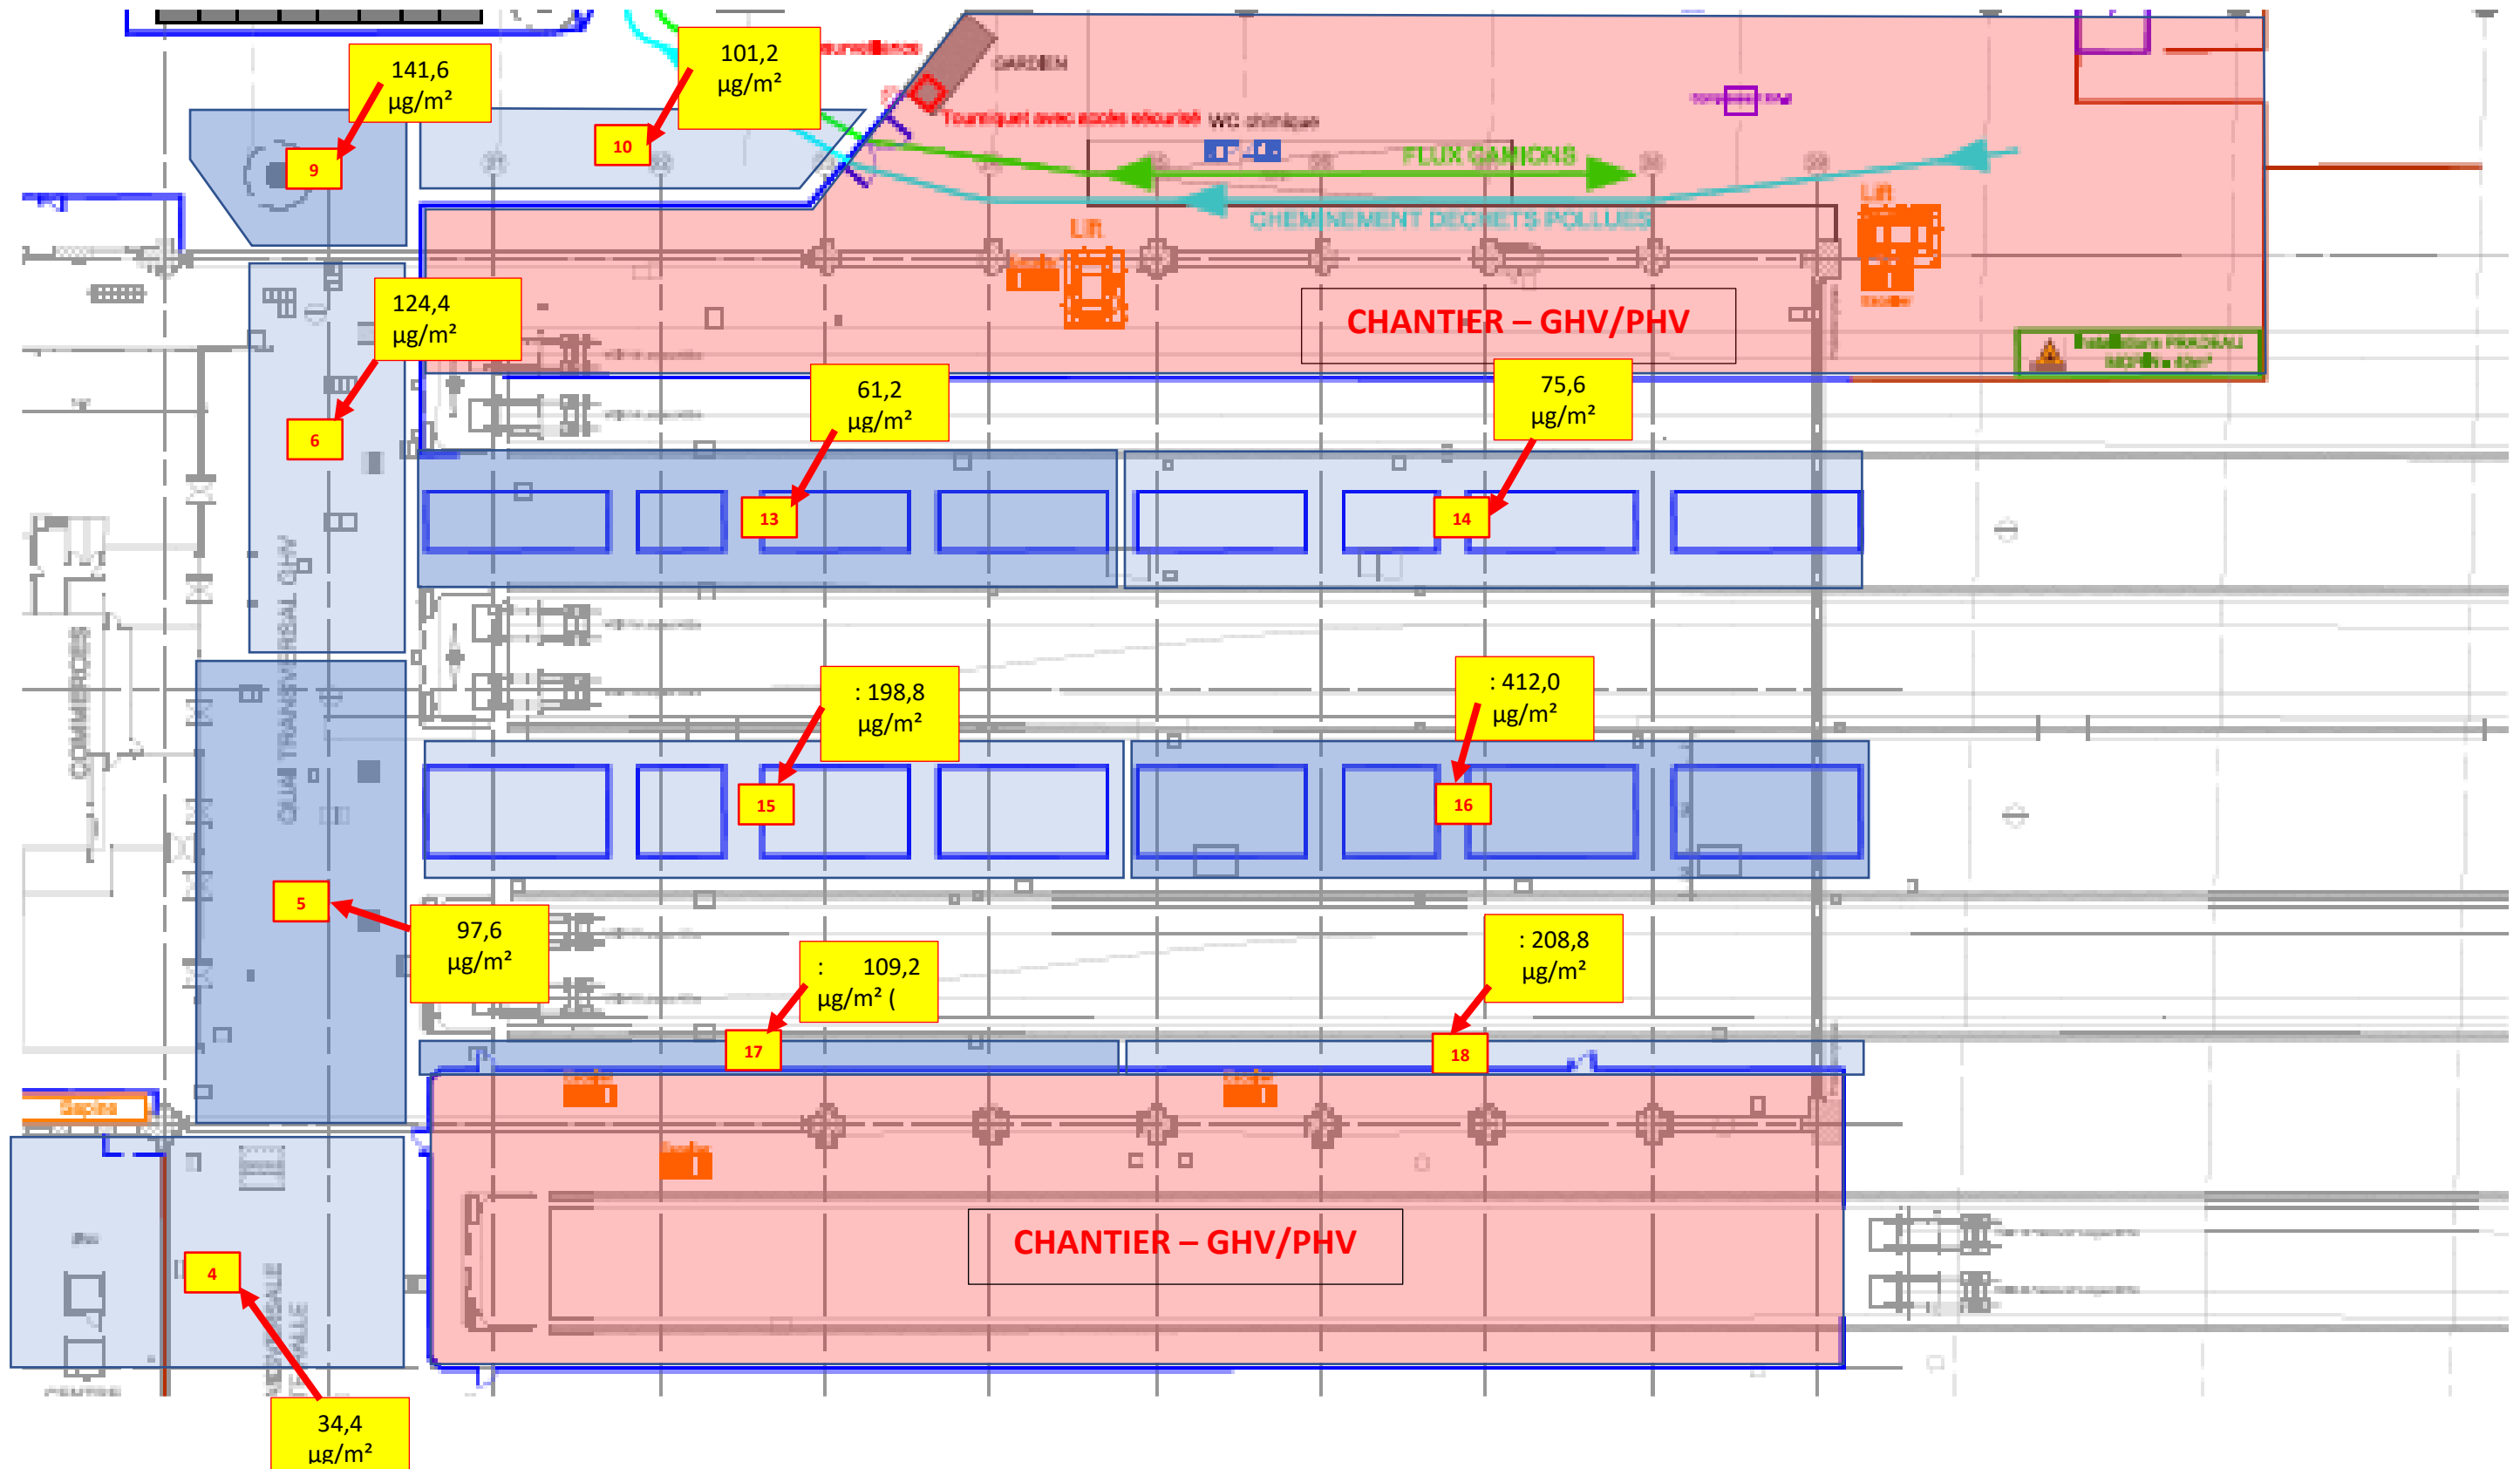 101,2
µg/m²
141,6
µg/m²
surveillance
GARDIEN
Tourniquet avec accès sécurisé
WC chimique
10
9
FLUX CAMIONS
CHEMINEMENT DECHETS POLLUES
Lift
Lift
124,4
µg/m²
CHANTIER – GHV/PHV
61,2
µg/m²
75,6
µg/m²
6
13
14
QUAI TRANSVERSAL GHV
COMMERCES
: 198,8
µg/m²
: 412,0
µg/m²
15
16
5
97,6
µg/m²
: 109,2
µg/m² (
: 208,8
µg/m²
17
18
Sapins
CHANTIER – GHV/PHV
4
34,4
µg/m²